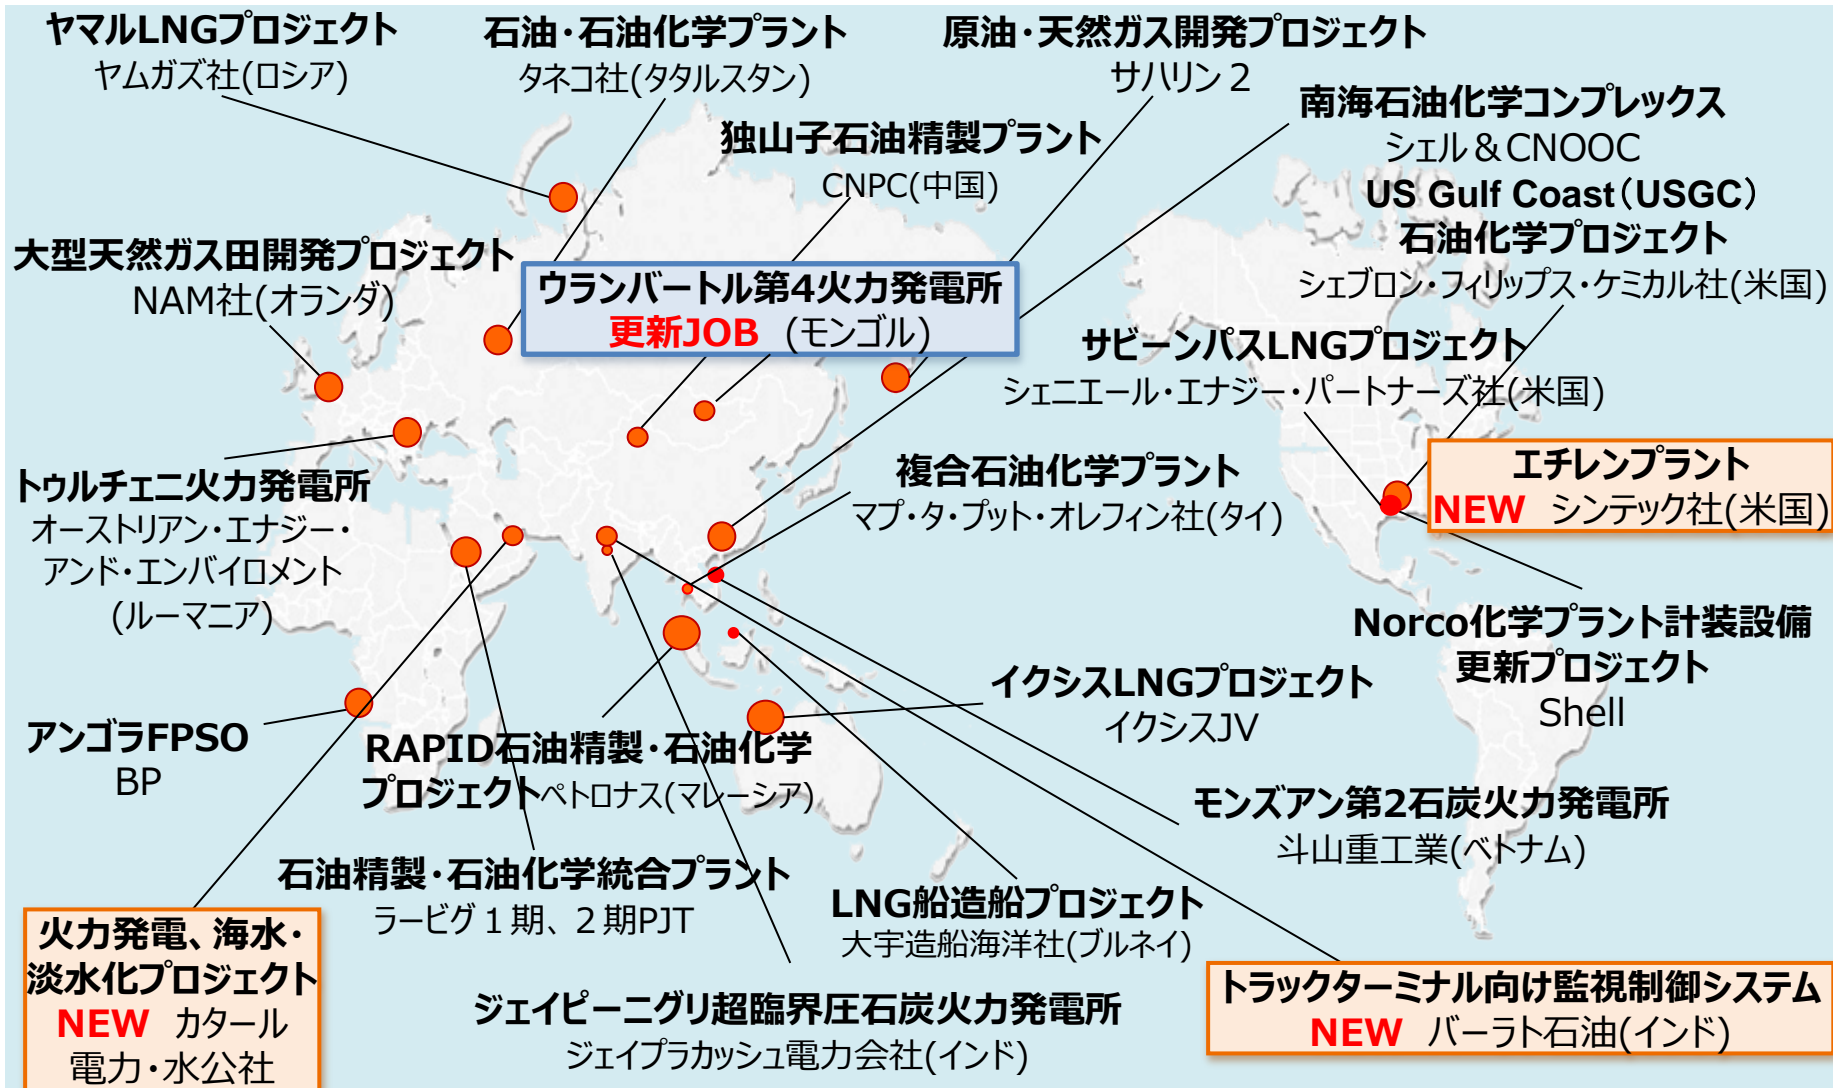 ヤマルLNGプロジェクト
ヤムガズ社(ロシア)
石油・石油化学プラント
タネコ社(タタルスタン)
原油・天然ガス開発プロジェクト
サハリン２
南海石油化学コンプレックス
シェル＆CNOOC
独山子石油精製プラント
CNPC(中国)
US Gulf Coast（USGC）
石油化学プロジェクト
シェブロン・フィリップス・ケミカル社(米国)
大型天然ガス田開発プロジェクト
NAM社(オランダ)
ウランバートル第4火力発電所
更新JOB (モンゴル)
サビーンパスLNGプロジェクト
シェニエール・エナジー・パートナーズ社(米国)
エチレンプラント
NEW シンテック社(米国)
トゥルチェニ火力発電所
オーストリアン・エナジー・
アンド・エンバイロメント
(ルーマニア)
複合石油化学プラント
マプ・タ・プット・オレフィン社(タイ)
Norco化学プラント計装設備
更新プロジェクト
Shell
イクシスLNGプロジェクト
イクシスJV
アンゴラFPSO
BP
RAPID石油精製・石油化学
プロジェクトペトロナス(マレーシア)
モンズアン第2石炭火力発電所
斗山重工業(ベトナム)
石油精製・石油化学統合プラント
ラービグ１期、２期PJT
LNG船造船プロジェクト
大宇造船海洋社(ブルネイ)
火力発電、海水・
淡水化プロジェクト
NEW カタール
電力・水公社
ジェイピーニグリ超臨界圧石炭火力発電所
ジェイプラカッシュ電力会社(インド)
トラックターミナル向け監視制御システム
NEW バーラト石油(インド)